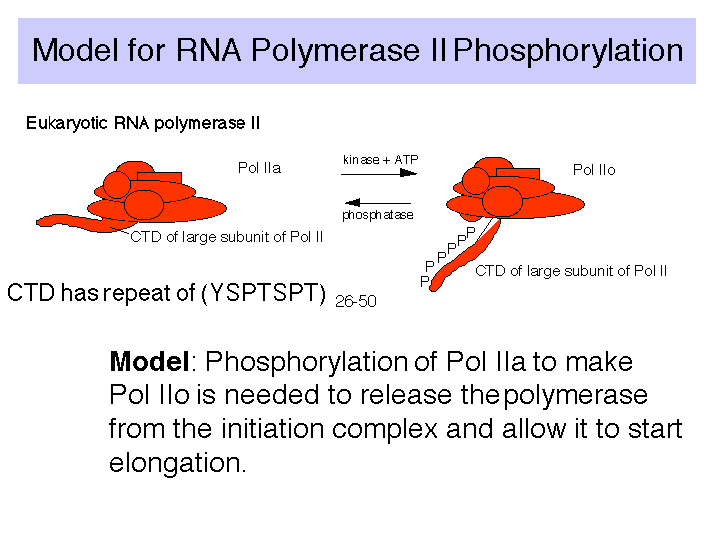 Model for RNA Polymerase II Phosphorylation
Eukaryotic RNA polymerase II
Pol IIa
kinase + ATP
Pol IIo
phosphatase
CTD of large subunit of Pol II
P
P
P
P
P
P
CTD of large subunit of Pol II
CTD has repeat of (YSPTSPT) 26-50
Model: Phosphorylation of Pol IIa to make
Pol IIo is needed to release the polymerase
from the initiation complex and allow it to start
elongation.